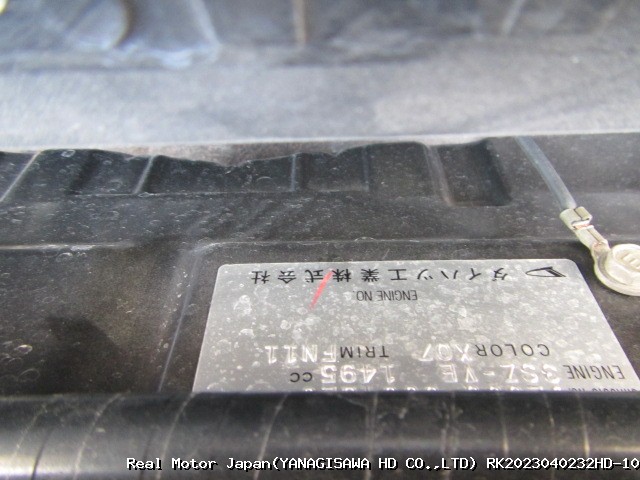 ENGINE 3SZ-VE 1495 CC
COLOR X07 TRIM FN11
ENGINE NO.
ダイハツ工業株式会社
Real Motor Japan(YANAGISAWA HD CO.,LTD) RK2023040232HD-10